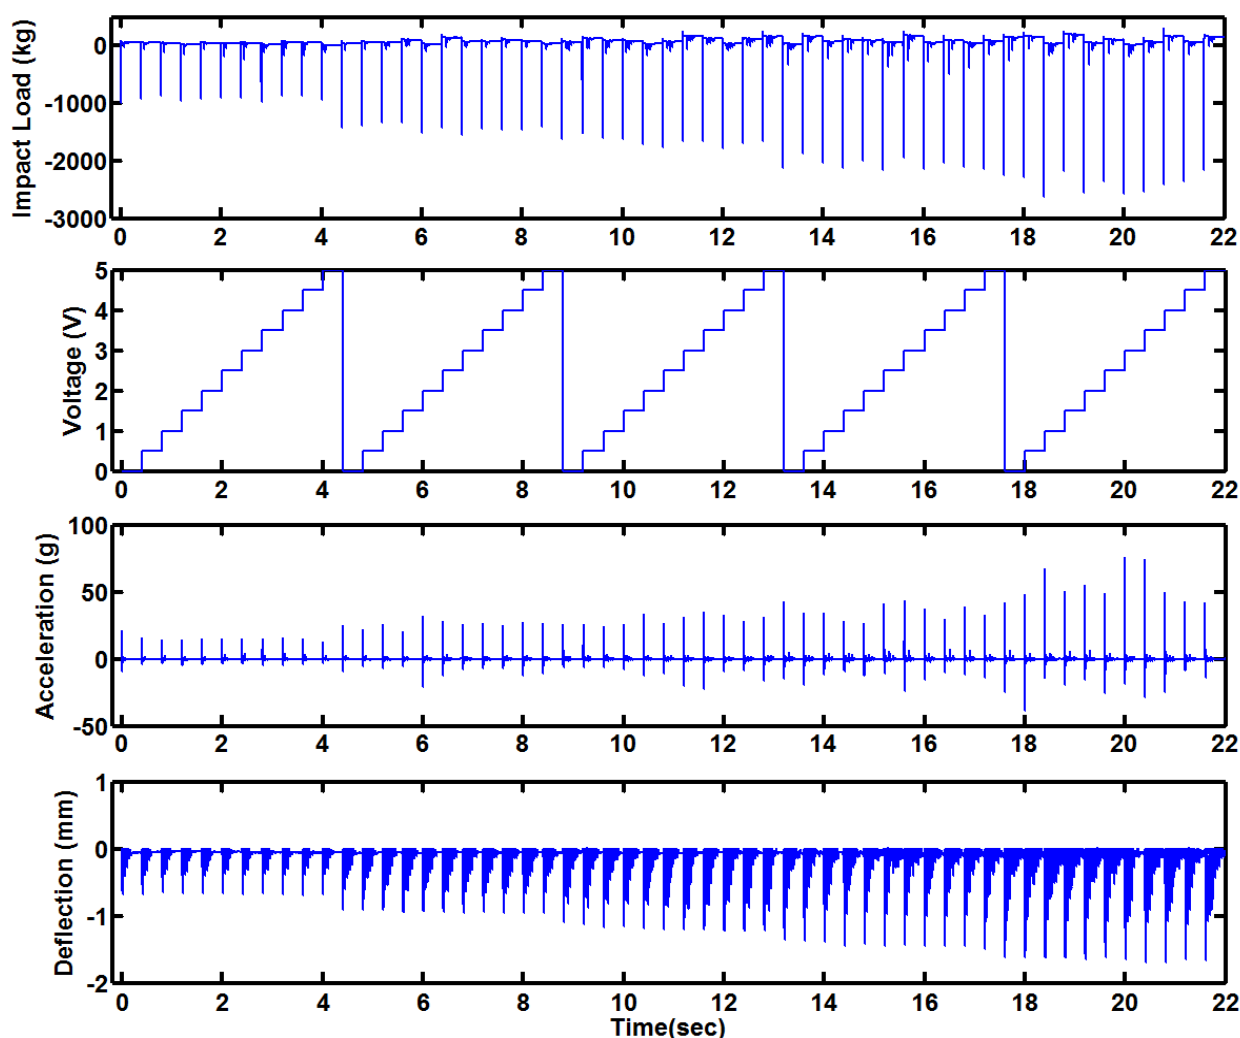 Impact Load (kg)
0
-1000
-2000
-3000
0 2 4 6 8 10 12 14 16 18 20 22
Voltage (V)
5
4
3
2
1
0
0 2 4 6 8 10 12 14 16 18 20 22
Acceleration (g)
100
50
0
-50
0 2 4 6 8 10 12 14 16 18 20 22
Deflection (mm)
1
0
-1
-2
0 2 4 6 8 10 12 14 16 18 20 22
Time(sec)